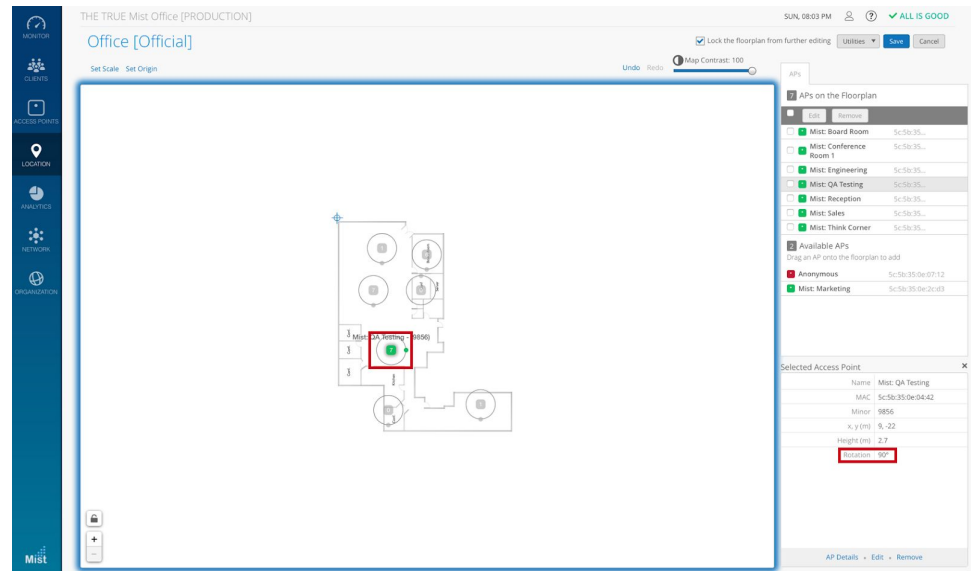 THE TRUE Mist Office [PRODUCTION]
SUN, 08:03 PM
? ALL IS GOOD
MONITOR
CLIENTS
ACCESS POINTS
LOCATION
ANALYTICS
NETWORK
ORGANIZATION
Mist
Office [Official]
Lock the floorplan from further editing Utilities Save Cancel
Set Scale Set Origin
Undo Redo Map Contrast: 100
Mist: QA Testing - (9856)
7
+
-
APs
7 APs on the Floorplan
Edit Remove
Mist: Board Room 5c:5b:35...
Mist: Conference Room 1 5c:5b:35...
Mist: Engineering 5c:5b:35...
Mist: QA Testing 5c:5b:35...
Mist: Reception 5c:5b:35...
Mist: Sales 5c:5b:35...
Mist: Think Corner 5c:5b:35...
2 Available APs
Drag an AP onto the floorplan to add
Anonymous 5c:5b:35:0e:07:12
Mist: Marketing 5c:5b:35:0e:2c:d3
Selected Access Point ×
Name Mist: QA Testing
MAC 5c:5b:35:0e:04:42
Minor 9856
x, y (m) 9, -22
Height (m) 2.7
Rotation 90°
AP Details - Edit - Remove